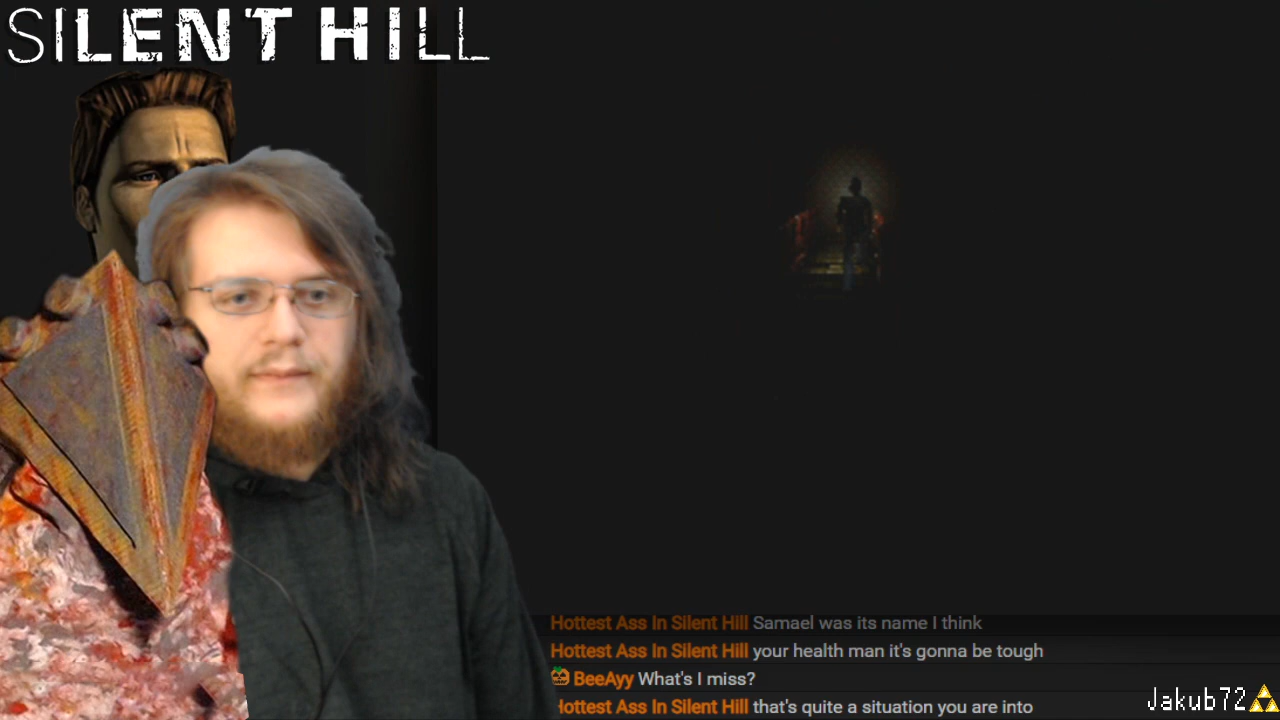 SILENT HILL
Hottest Ass In Silent Hill Samael was its name I think
Hottest Ass In Silent Hill your health man it's gonna be tough
BeeAyy What's I miss?
Hottest Ass In Silent Hill that's quite a situation you are into
Jakub72